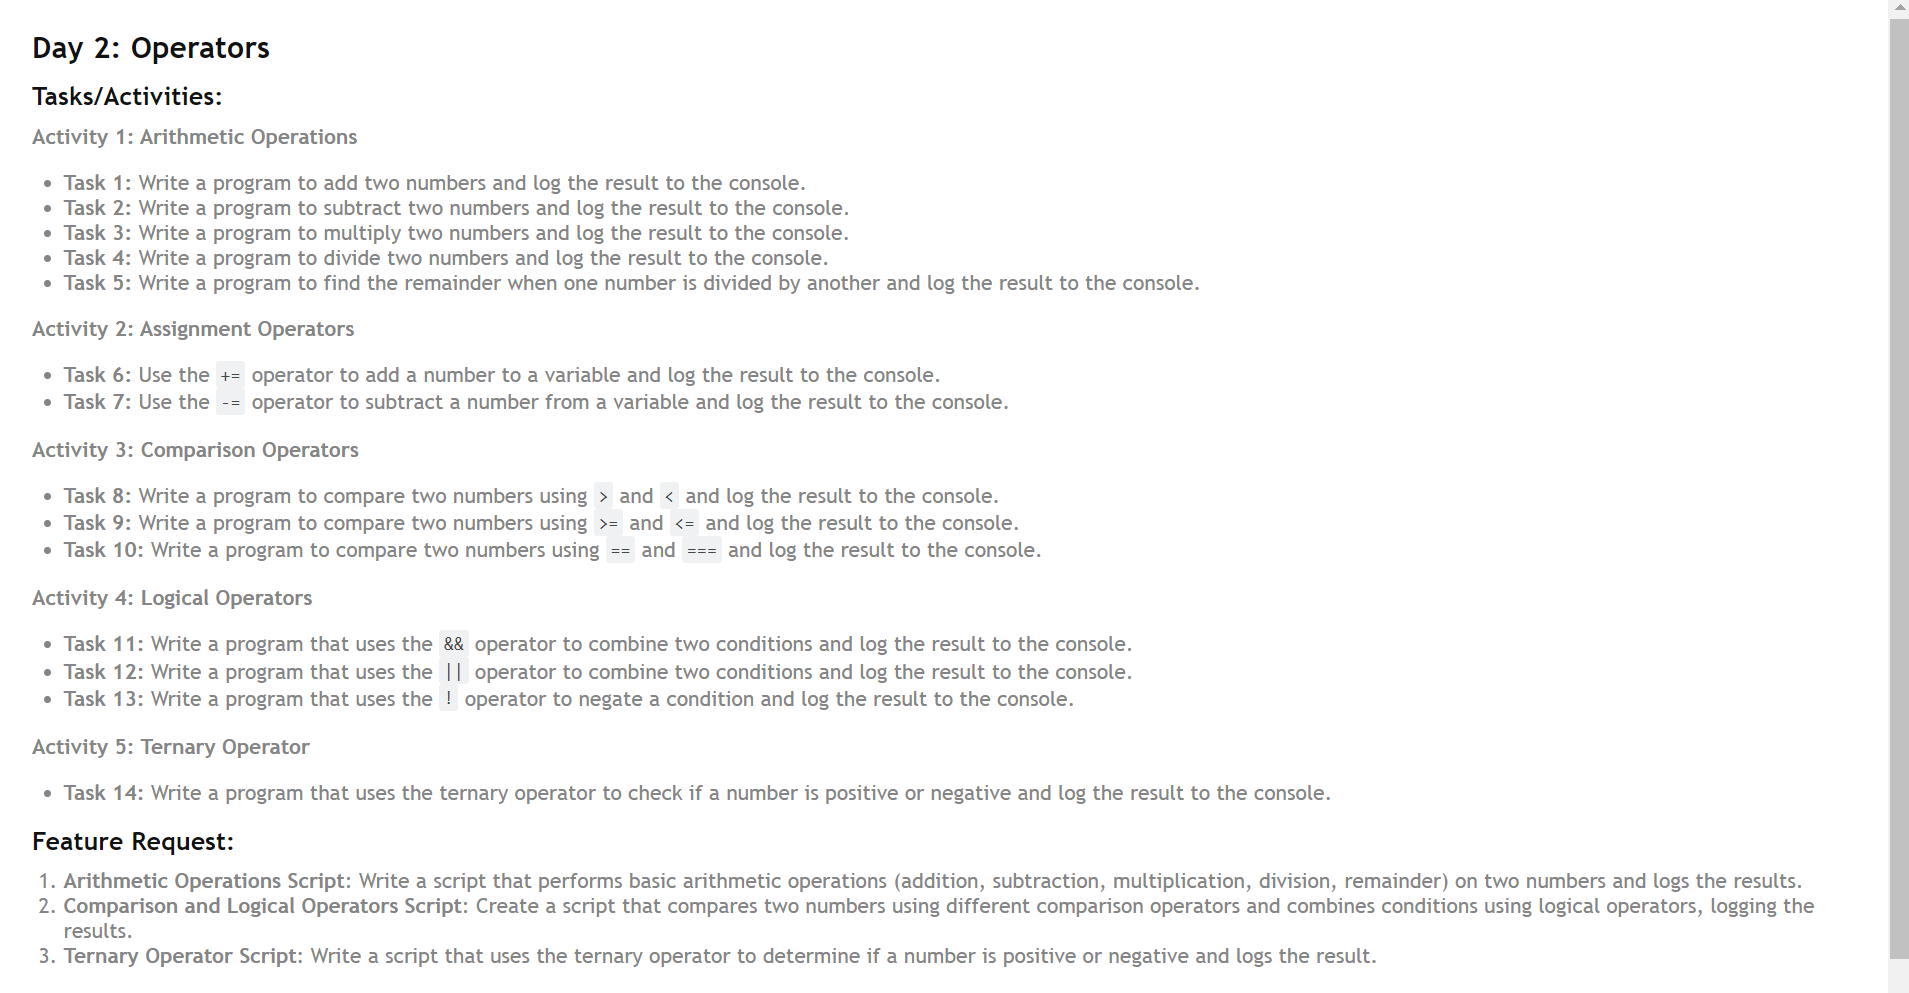 Day 2: Operators
Tasks/Activities:
Activity 1: Arithmetic Operations
Task 1: Write a program to add two numbers and log the result to the console.
Task 2: Write a program to subtract two numbers and log the result to the console.
Task 3: Write a program to multiply two numbers and log the result to the console.
Task 4: Write a program to divide two numbers and log the result to the console.
Task 5: Write a program to find the remainder when one number is divided by another and log the result to the console.
Activity 2: Assignment Operators
Task 6: Use the += operator to add a number to a variable and log the result to the console.
Task 7: Use the -= operator to subtract a number from a variable and log the result to the console.
Activity 3: Comparison Operators
Task 8: Write a program to compare two numbers using > and < and log the result to the console.
Task 9: Write a program to compare two numbers using >= and <= and log the result to the console.
Task 10: Write a program to compare two numbers using == and === and log the result to the console.
Activity 4: Logical Operators
Task 11: Write a program that uses the && operator to combine two conditions and log the result to the console.
Task 12: Write a program that uses the || operator to combine two conditions and log the result to the console.
Task 13: Write a program that uses the ! operator to negate a condition and log the result to the console.
Activity 5: Ternary Operator
Task 14: Write a program that uses the ternary operator to check if a number is positive or negative and log the result to the console.
Feature Request:
1. Arithmetic Operations Script: Write a script that performs basic arithmetic operations (addition, subtraction, multiplication, division, remainder) on two numbers and logs the results.
2. Comparison and Logical Operators Script: Create a script that compares two numbers using different comparison operators and combines conditions using logical operators, logging the
results.
3. Ternary Operator Script: Write a script that uses the ternary operator to determine if a number is positive or negative and logs the result.